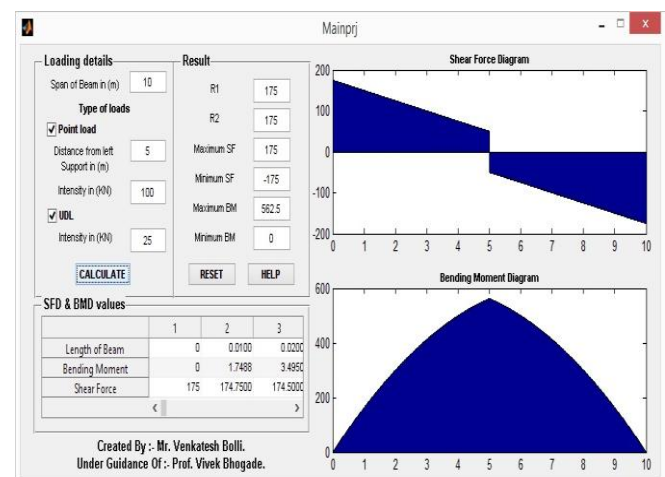 Mainprj
Loading details
Span of Beam in (m) 10
Type of loads
Point load
Distance from left 5
Support in (m)
Intensity in (KN) 100
UDL
Intensity in (KN) 25
CALCULATE
Result
R1 175
R2 175
Maximum SF 175
Minimum SF -175
Maximum BM 562.5
Minimum BM 0
RESET HELP
SFD & BMD values
1 2 3
Length of Beam 0 0.0100 0.0200
Bending Moment 0 1.7488 3.4950
Shear Force 175 174.7500 174.5000
Created By :- Mr. Venkatesh Bolli.
Under Guidance Of :- Prof. Vivek Bhogade.
Shear Force Diagram
200
100
0
-100
-200
0 1 2 3 4 5 6 7 8 9 10
Bending Moment Diagram
600
400
200
0
0 1 2 3 4 5 6 7 8 9 10